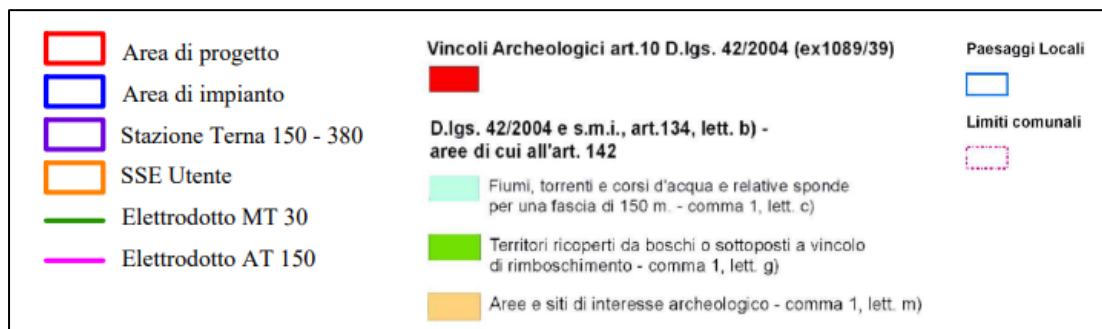 Area di progetto
Area di impianto
Stazione Terna 150 - 380
SSE Utente
Elettrodotto MT 30
Elettrodotto AT 150
Vincoli Archeologici art.10 D.lgs. 42/2004 (ex1089/39)
D.lgs. 42/2004 e s.m.i., art.134, lett. b) -
aree di cui all'art. 142
Fiumi, torrenti e corsi d'acqua e relative sponde
per una fascia di 150 m. - comma 1, lett. c)
Territori ricoperti da boschi o sottoposti a vincolo
di rimboschimento - comma 1, lett. g)
Aree e siti di interesse archeologico - comma 1, lett. m)
Paesaggi Locali
Limiti comunali